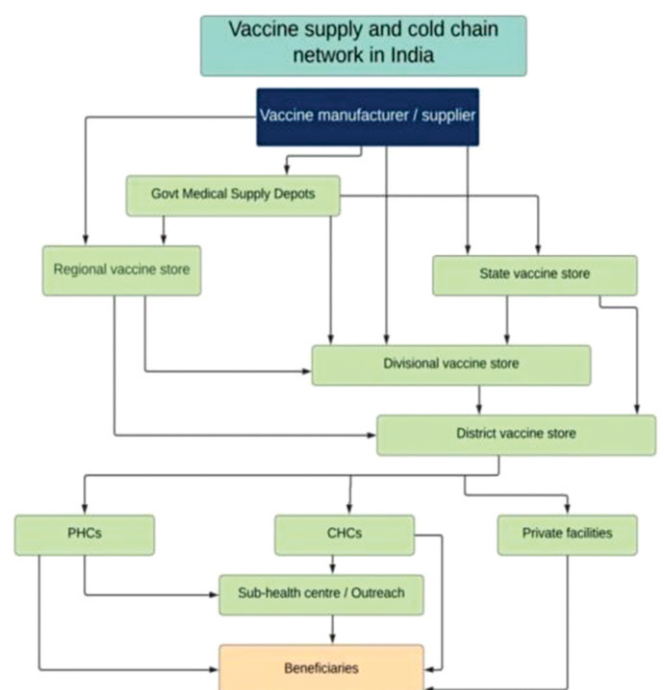 Vaccine supply and cold chain
network in India
Vaccine manufacturer / supplier
Govt Medical Supply Depots
Regional vaccine store
State vaccine store
Divisional vaccine store
District vaccine store
PHCs
CHCs
Private facilities
Sub-health centre / Outreach
Beneficiaries